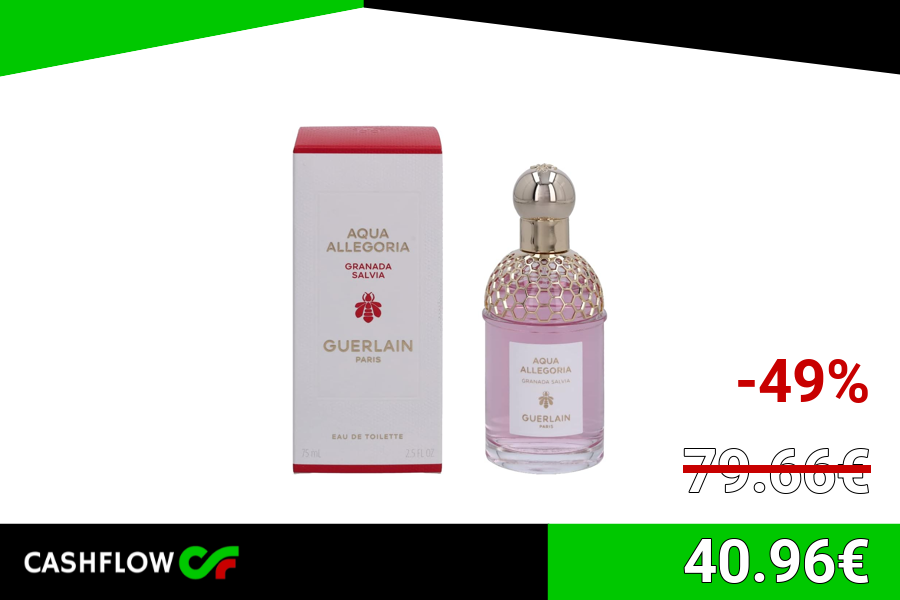 AQUA
ALLEGORIA
GRANADA
SALVIA
GUERLAIN
PARIS
EAU DE TOILETTE
75 mL 2.5 FL OZ
AQUA
ALLEGORIA
GRANADA SALVIA
GUERLAIN
PARIS
-49%
79.66€
CASHFLOW
40.96€